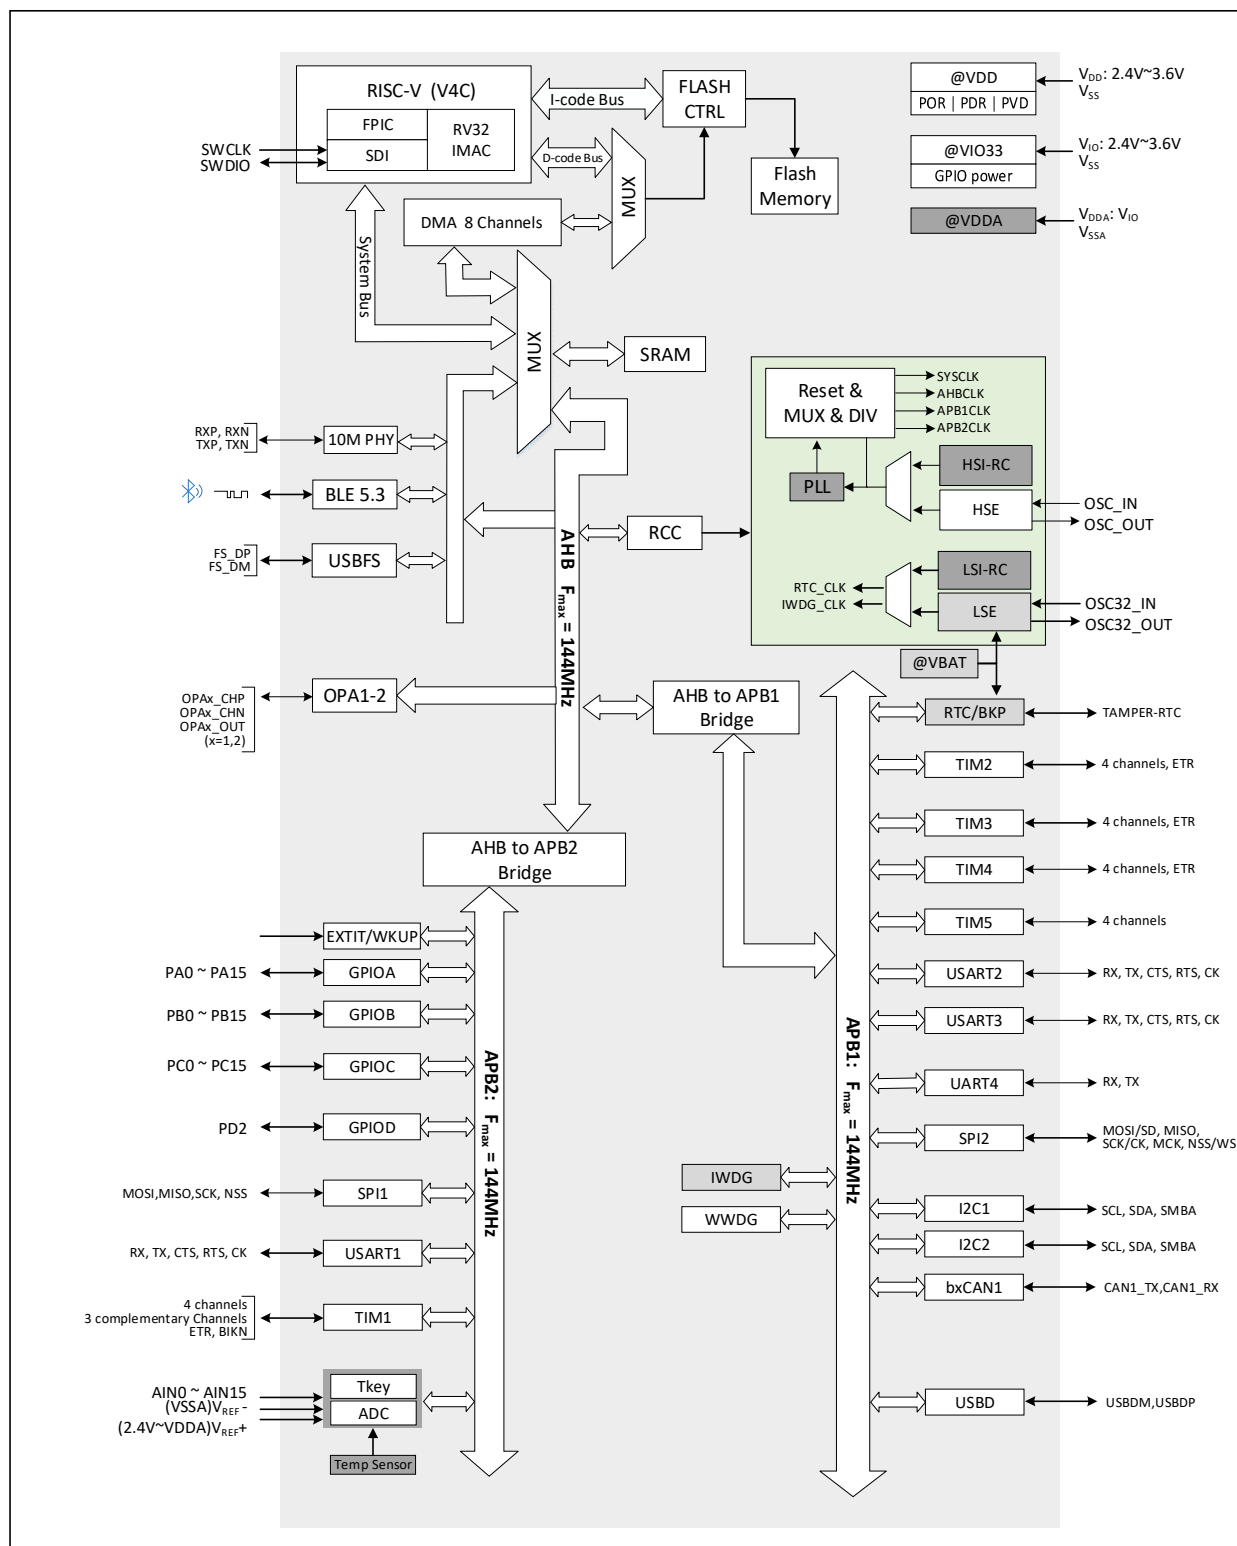 RISC-V (V4C)
FPIC
SDI
RV32
IMAC
SWCLK
SWDIO
I-code Bus
D-code Bus
System Bus
FLASH
CTRL
Flash
Memory
MUX
DMA 8 Channels
MUX
SRAM
@VDD
POR | PDR | PVD
VDD: 2.4V~3.6V
VSS
@VIO33
GPIO power
VIO: 2.4V~3.6V
VSS
@VDDA
VDDA: VIO
VSSA
RXP, RXN
TXP, TXN
10M PHY
BLE 5.3
FS_DP
FS_DM
USBFS
OPAx_CHP
OPAx_CHN
OPAx_OUT
(x=1,2)
OPA1-2
AHB Fmax = 144MHz
RCC
Reset &
MUX & DIV
SYSCLK
AHBCLK
APB1CLK
APB2CLK
PLL
HSI-RC
HSE
OSC_IN
OSC_OUT
RTC_CLK
IWDG_CLK
LSI-RC
LSE
OSC32_IN
OSC32_OUT
@VBAT
AHB to APB1
Bridge
AHB to APB2
Bridge
EXTIT/WKUP
PA0 ~ PA15
GPIOA
PB0 ~ PB15
GPIOB
PC0 ~ PC15
GPIOC
PD2
GPIOD
MOSI,MISO,SCK, NSS
SPI1
RX, TX, CTS, RTS, CK
USART1
4 channels
3 complementary Channels
ETR, BIKN
TIM1
AIN0 ~ AIN15
(VSSA)VREF -
(2.4V~VDDA)VREF+
Tkey
ADC
Temp Sensor
APB2: Fmax = 144MHz
IWDG
WWDG
APB1: Fmax = 144MHz
RTC/BKP
TAMPER-RTC
TIM2
4 channels, ETR
TIM3
4 channels, ETR
TIM4
4 channels, ETR
TIM5
4 channels
USART2
RX, TX, CTS, RTS, CK
USART3
RX, TX, CTS, RTS, CK
UART4
RX, TX
SPI2
MOSI/SD, MISO,
SCK/CK, MCK, NSS/WS
I2C1
SCL, SDA, SMBA
I2C2
SCL, SDA, SMBA
bxCAN1
CAN1_TX,CAN1_RX
USBD
USBDM,USBDP